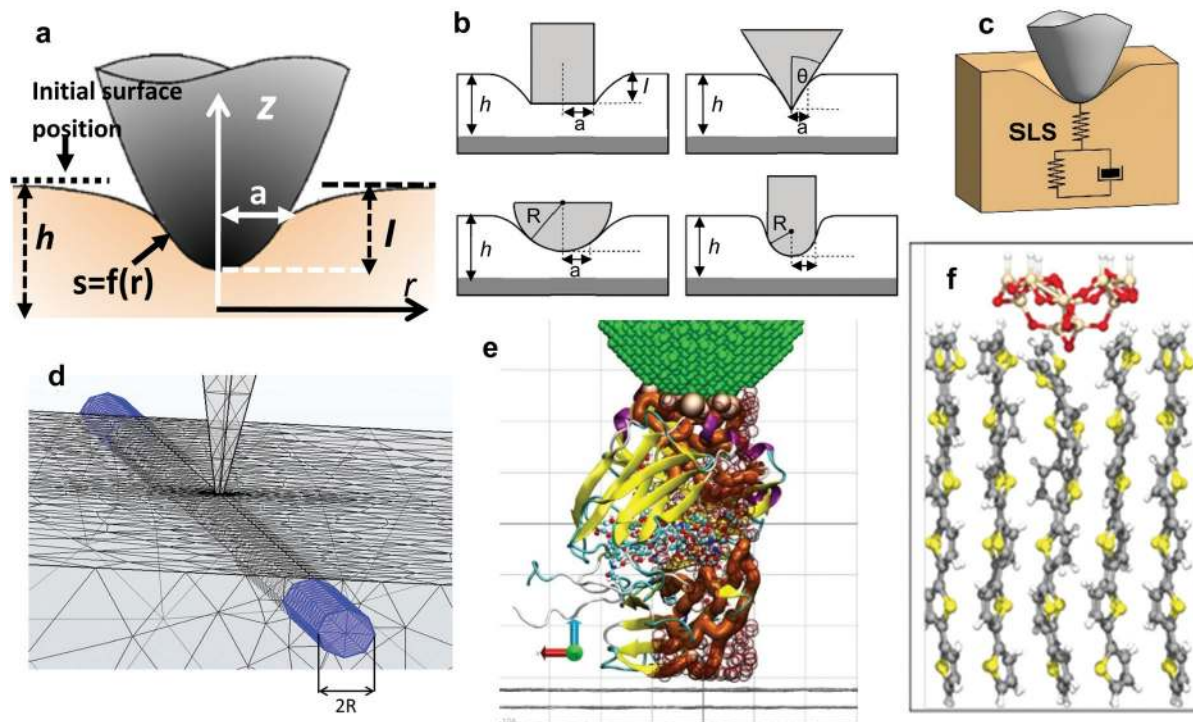 a
Initial surface
position
z
a
h
l
s=f(r)
r
b
h
l
a
h
θ
a
h
R
a
h
R
c
SLS
d
2R
e
f